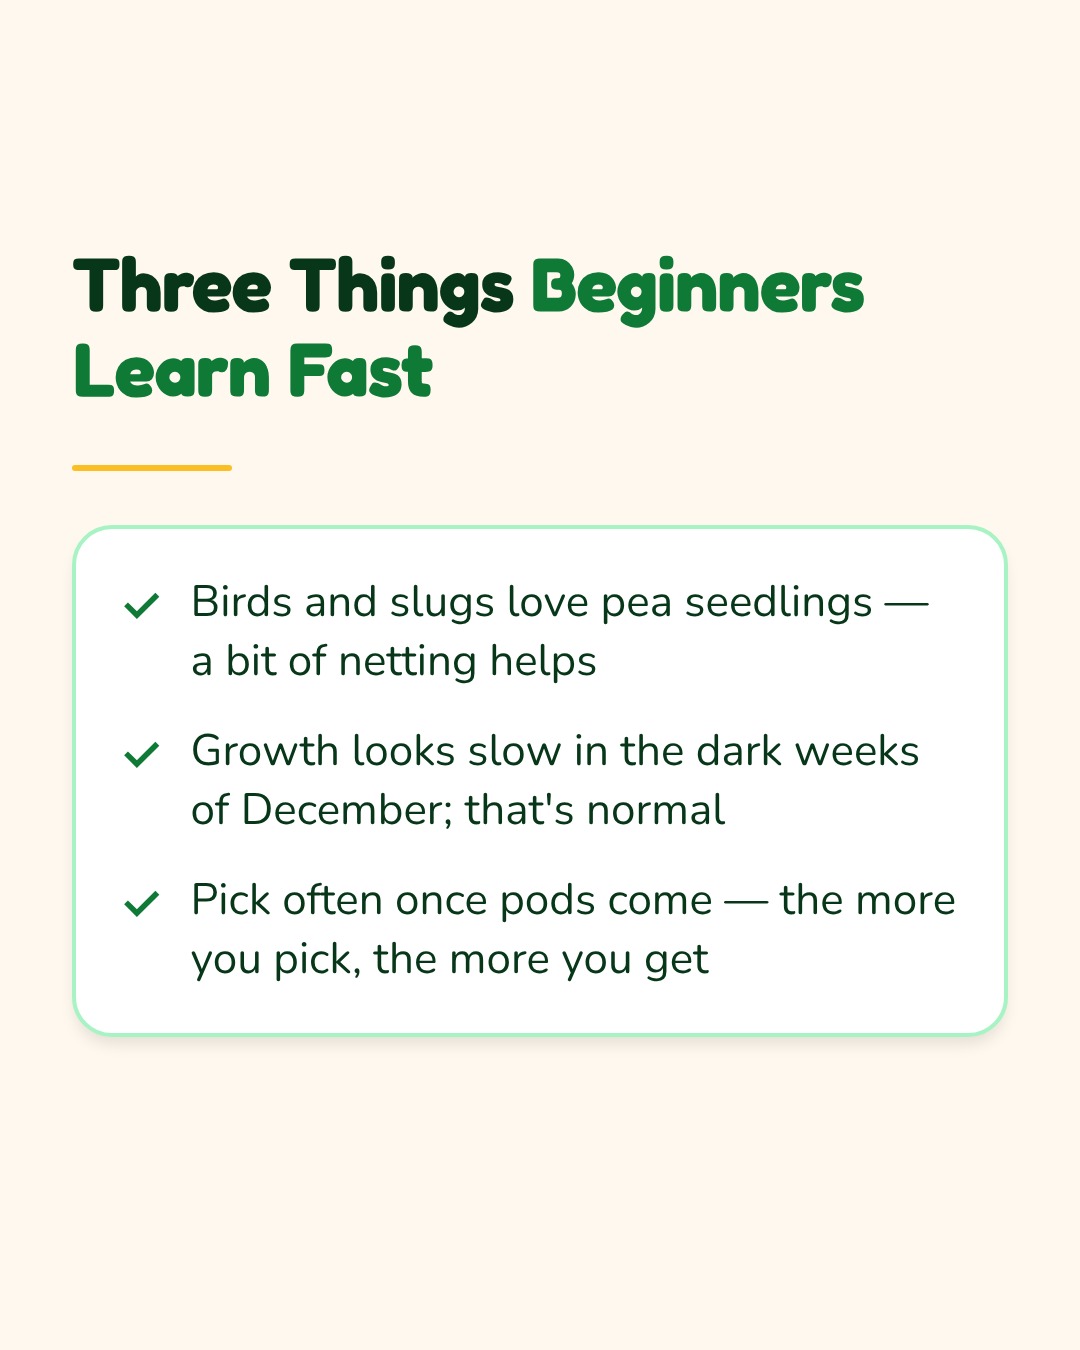 Three Things Beginners
Learn Fast
Birds and slugs love pea seedlings —
a bit of netting helps
Growth looks slow in the dark weeks
of December; that's normal
Pick often once pods come — the more
you pick, the more you get